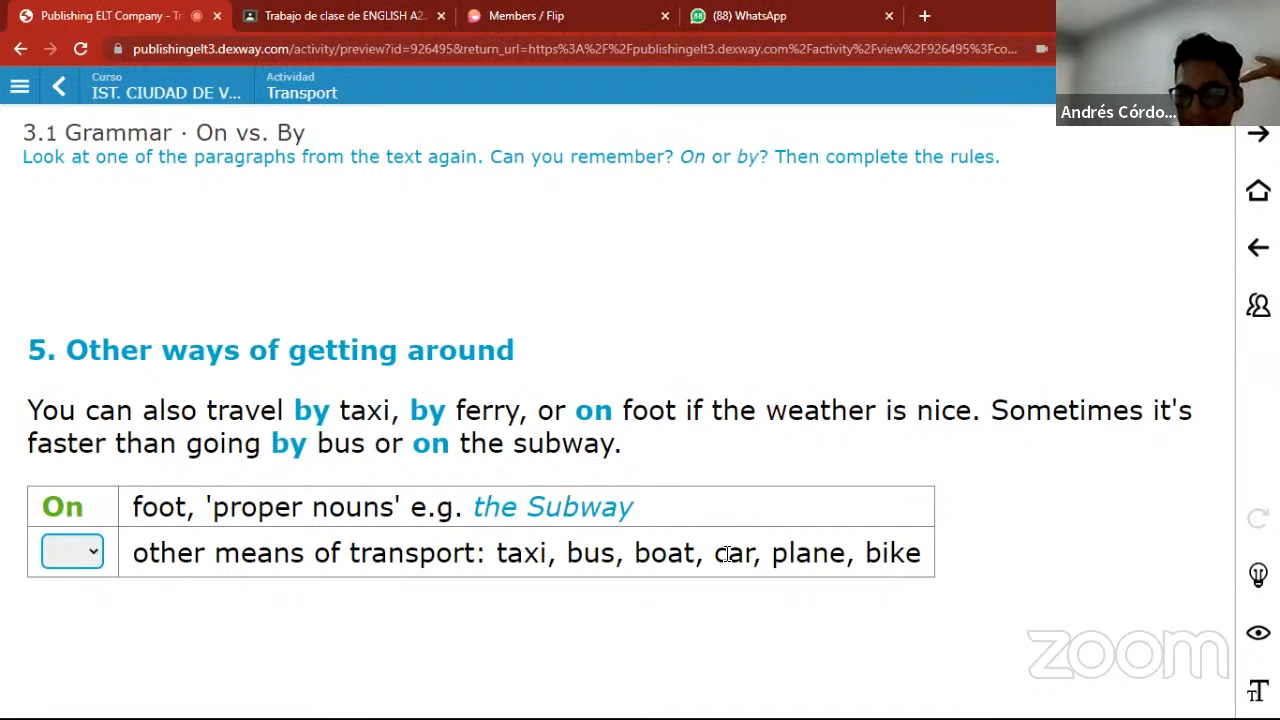 Publishing ELT Company - Tr
Trabajo de clase de ENGLISH A2.
Members / Flip
88
(88) WhatsApp
publishingelt3.dexway.com/activity/preview?id=926495&return_url=https%3A%2F%2Fpublishingelt3.dexway.com%2Factivity%2Fview%2F926495%3Fco...
Curso
IST. CIUDAD DE V...
Actividad
Transport
Andrés Córdo...
3.1 Grammar · On vs. By
Look at one of the paragraphs from the text again. Can you remember? On or by? Then complete the rules.
5. Other ways of getting around
You can also travel by taxi, by ferry, or on foot if the weather is nice. Sometimes it's
faster than going by bus or on the subway.
On foot, 'proper nouns' e.g. the Subway
other means of transport: taxi, bus, boat, car, plane, bike
zoom